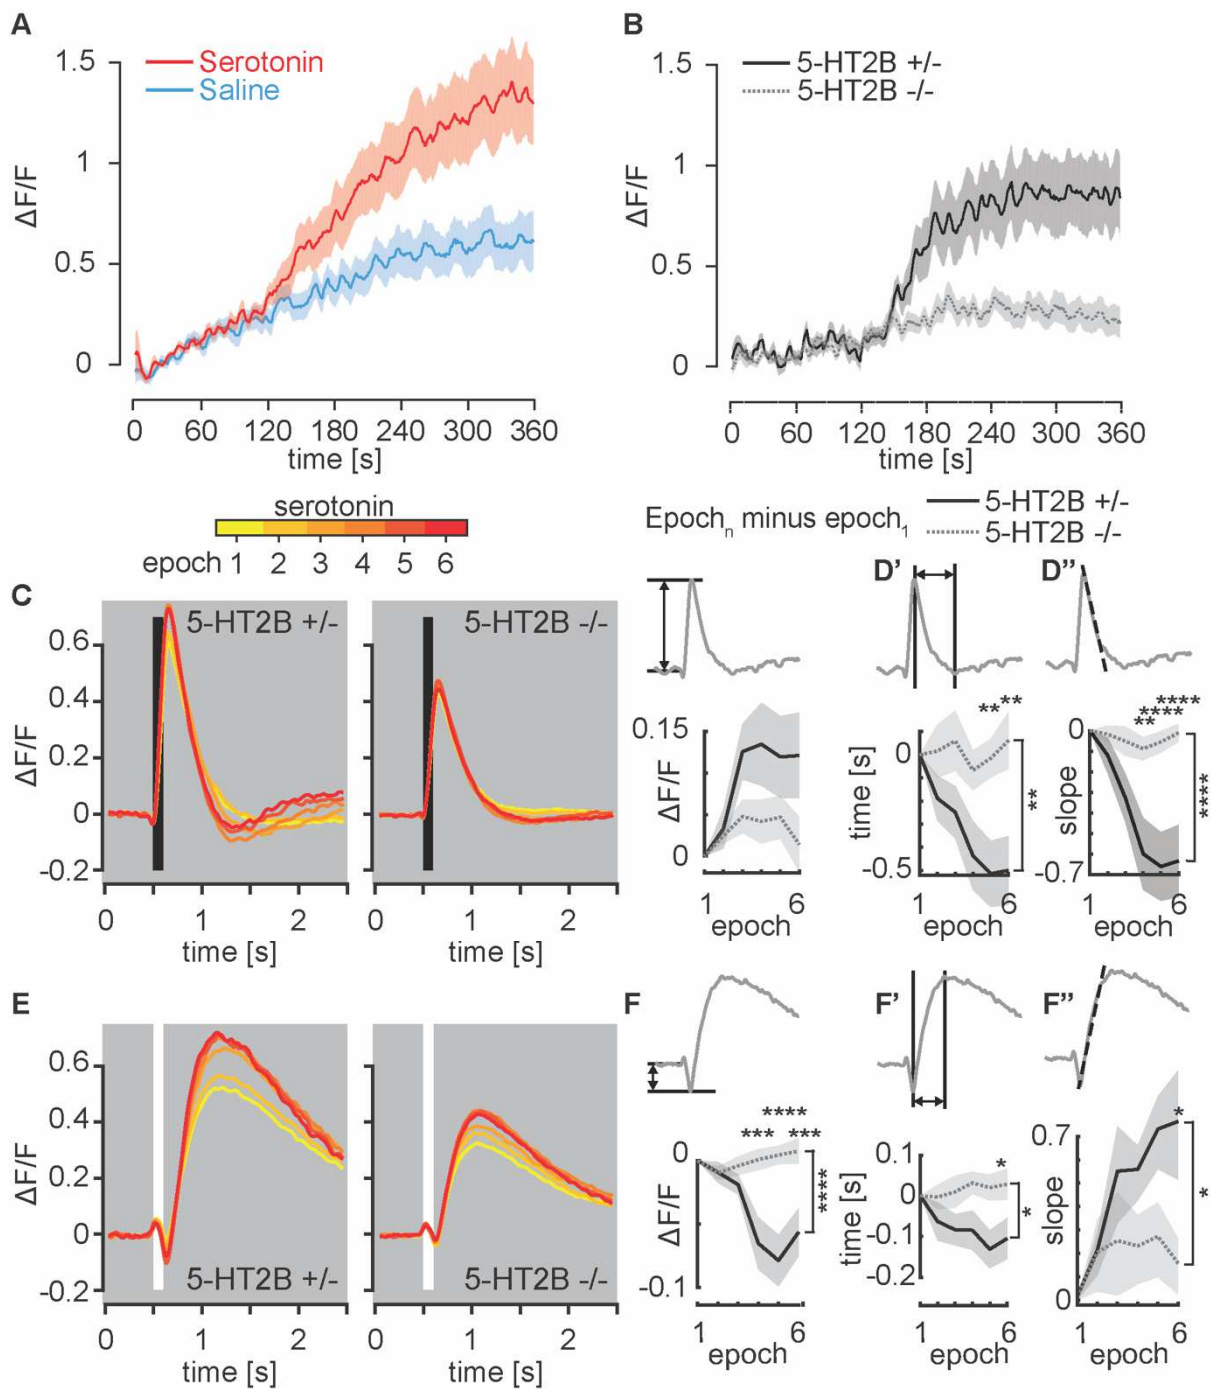 A
Serotonin
Saline
1.5
1
0.5
0
ΔF/F
0 60 120 180 240 300 360
time [s]
B
5-HT2B +/-
5-HT2B -/-
1.5
1
0.5
0
ΔF/F
0 60 120 180 240 300 360
time [s]
serotonin
epoch 1 2 3 4 5 6
Epochn minus epoch1
5-HT2B +/-
5-HT2B -/-
C
5-HT2B +/-
0.6
0.4
0.2
0
-0.2
ΔF/F
0 1 2
time [s]
5-HT2B -/-
0 1 2
time [s]
0.15
0
ΔF/F
1 6
epoch
D'
** **
0
-0.5
time [s]
**
1 6
epoch
D''
****
****
**
0
-0.7
slope
****
1 6
epoch
E
0.6
0.4
0.2
0
-0.2
ΔF/F
5-HT2B +/-
0 1 2
time [s]
5-HT2B -/-
0 1 2
time [s]
F
****
*** ***
0
-0.1
ΔF/F
****
1 6
epoch
F'
0.1
0
-0.1
-0.2
time [s]
*
*
1 6
epoch
F''
0.7
0
slope
*
*
1 6
epoch